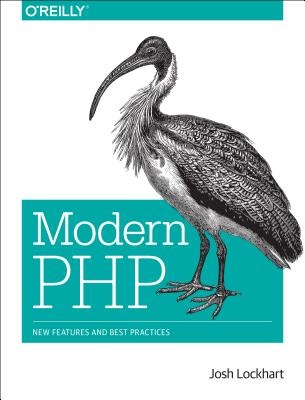 O'REILLY®
Modern
PHP
NEW FEATURES AND BEST PRACTICES
Josh Lockhart